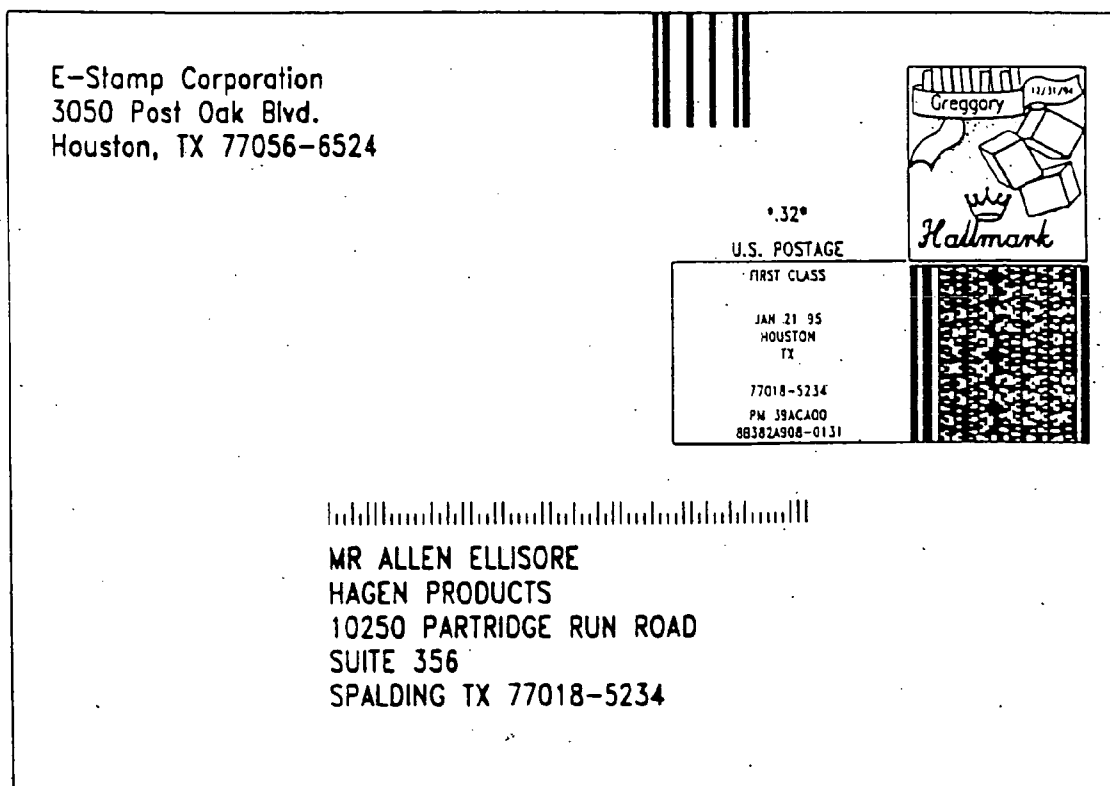 E-Stamp Corporation
3050 Post Oak Blvd.
Houston, TX 77056-6524
Greggory
12/31/94
Hallmark
*.32*
U.S. POSTAGE
FIRST CLASS
JAN 21 95
HOUSTON
TX
77018-5234
PM 39ACA00
8B382A908-0131
MR ALLEN ELLISORE
HAGEN PRODUCTS
10250 PARTRIDGE RUN ROAD
SUITE 356
SPALDING TX 77018-5234